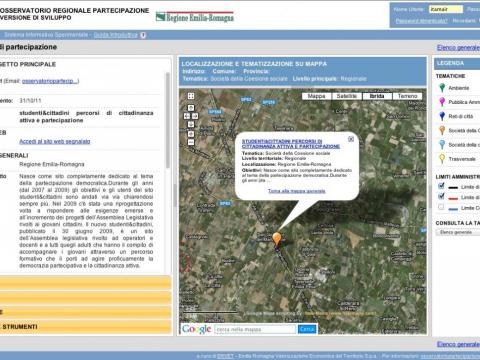 OSSERVATORIO REGIONALE PARTECIPAZIONE
VERSIONE DI SVILUPPO
Regione Emilia-Romagna
Nome Utente: itamair
Password dimenticata?
Sistema Informativo Sperimentale - Guida Introduttiva
di partecipazione
Elenco generale
GETTO PRINCIPALE
(Email: osservatoriopartecip...)
ento: 31/10/11
studenti&cittadini percorsi di cittadinanza
attiva e partecipazione
EB
Accedi al sito web segnalato
GENERALI
Regione Emilia-Romagna
Nasce come sito completamente dedicato al
tema della partecipazione democratica.Durante gli anni
(dal 2007 al 2009) gli obiettivi e gli utenti del sito
studenti&cittadini sono andati via via chiarendosi
sempre più. Nel 2009 c'è stata una riprogettazione
volta a rispondere alle esigenze emerse e
all'incremento dei progetti dell'Assemblea Legislativa
rivolti ai giovani cittadini. Il nuovo studenti&cittadini,
pubblicato il 30 giugno 2009, è un sito
dell'assemblea legislativa rivolto ad operatori e
docenti e a tutti quegli adulti che hanno il compito di
accompagnare i giovani attraverso un percorso
formativo che li porti ad agire proficuamente la
democrazia partecipativa e la cittadinanza attiva.
E STRUMENTI
LOCALIZZAZIONE E TEMATIZZAZIONE SU MAPPA
Indirizzo: Comune: Provincia:
Tematica: Società della Coesione sociale Livello principale: Regionale
Mappa Satellite Ibrida Terreno
STUDENTI&CITTADINI PERCORSI DI
CITTADINANZA ATTIVA E PARTECIPAZIONE
Tematica: Società della Coesione sociale
Livello territoriale: Regionale
Localizzazione: Regione Emilia-Romagna
Obiettivi: Nasce come sito completamente dedicato
al tema della partecipazione democratica.Durante gli
anni (da ...
Torna alla mappa generale
Google cerca nella mappa Cerca
LEGENDA
TEMATICHE
Ambiente
Pubblica Amm
Reti di città
Società della C
Società della C
Trasversale
LIMITI AMMINISTR
Limite di
Limite di
Limite C
CONSULTA LA TA
Elenco generale
Elenco generale
a cura di ERVET - Emilia Romagna Valorizzazione Economica del Territorio S.p.a. - Per Informazioni: osservatoriopartecipazione